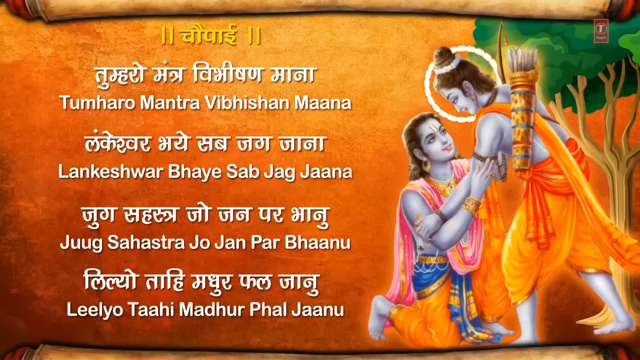 ॥ चौपाई ॥
तुम्हरो मंत्र विभीषण माना
Tumharo Mantra Vibhishan Maana
लंकेश्वर भये सब जग जाना
Lankeshwar Bhaye Sab Jag Jaana
जुग सहस्त्र जो जन पर भानु
Juug Sahastra Jo Jan Par Bhaanu
लिल्यो ताहि मधुर फल जानु
Leelyo Taahi Madhur Phal Jaanu